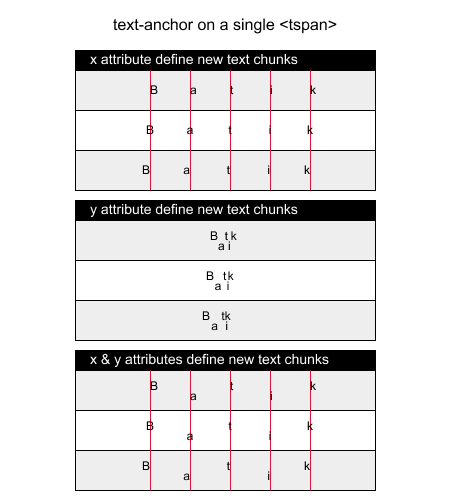 text-anchor on a single <tspan>
x attribute define new text chunks
B a t i k
B a t i k
B a t i k
y attribute define new text chunks
B t k
a i
B t k
a i
B t k
a i
x & y attributes define new text chunks
B t k
a i
B t k
a i
B t k
a i